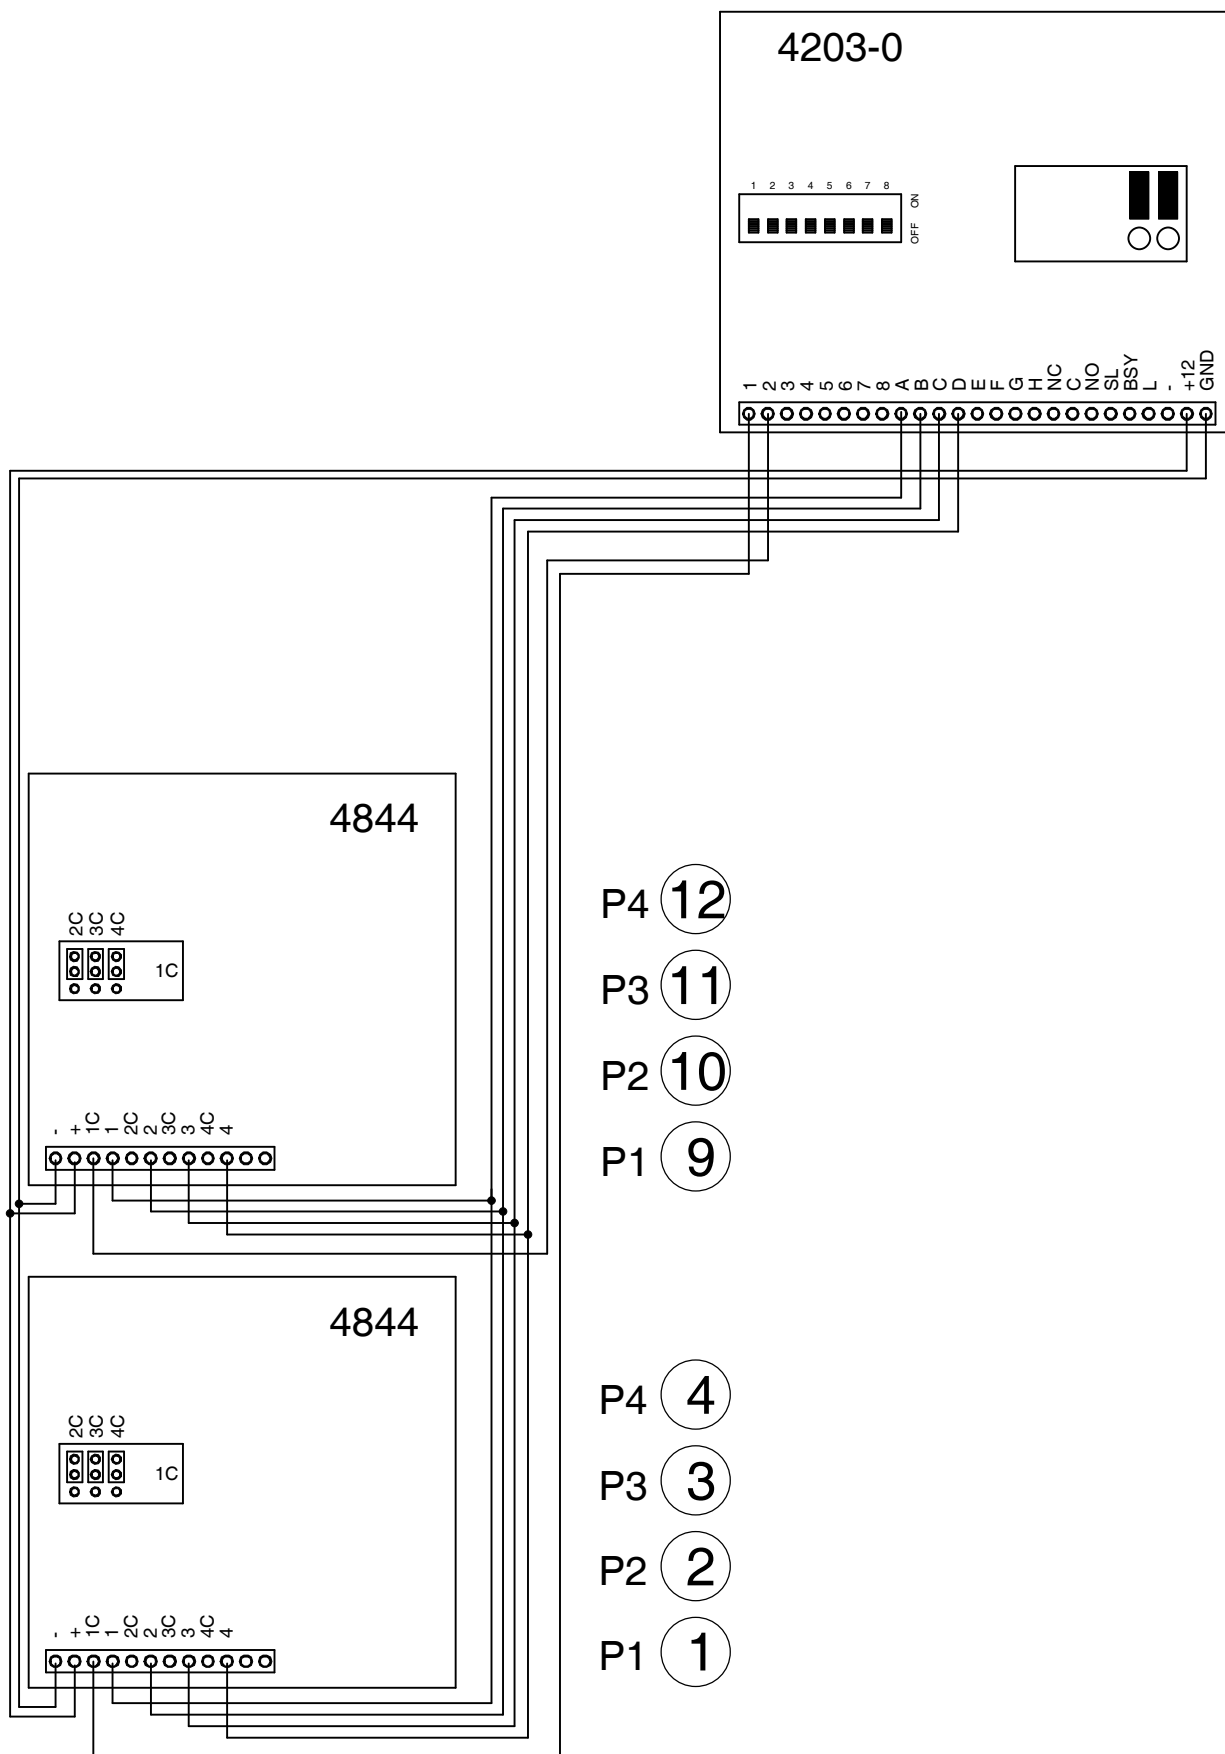 4203-0
1 2 3 4 5 6 7 8
ON
OFF
1 2 3 4 5 6 7 8 A B C D E F G H NC C NO SL BSY L - +12 GND
4844
2C 3C 4C
1C
- + 1C 1 2C 2 3C 3 4C 4
P4 12
P3 11
P2 10
P1 9
4844
2C 3C 4C
1C
- + 1C 1 2C 2 3C 3 4C 4
P4 4
P3 3
P2 2
P1 1